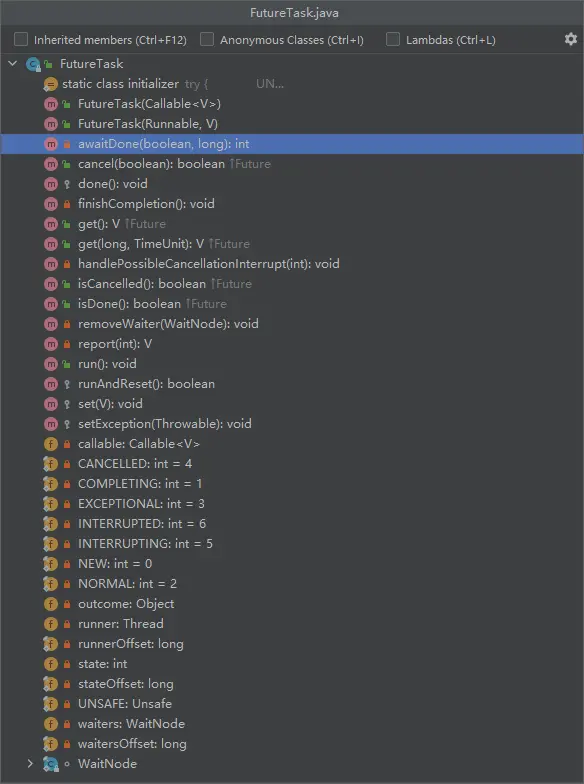 FutureTask.java
Inherited members (Ctrl+F12) Anonymous Classes (Ctrl+I) Lambdas (Ctrl+L)
FutureTask
static class initializer try { UN...
FutureTask(Callable<V>)
FutureTask(Runnable, V)
awaitDone(boolean, long): int
cancel(boolean): boolean ↑Future
done(): void
finishCompletion(): void
get(): V ↑Future
get(long, TimeUnit): V ↑Future
handlePossibleCancellationInterrupt(int): void
isCancelled(): boolean ↑Future
isDone(): boolean ↑Future
removeWaiter(WaitNode): void
report(int): V
run(): void
runAndReset(): boolean
set(V): void
setException(Throwable): void
callable: Callable<V>
CANCELLED: int = 4
COMPLETING: int = 1
EXCEPTIONAL: int = 3
INTERRUPTED: int = 6
INTERRUPTING: int = 5
NEW: int = 0
NORMAL: int = 2
outcome: Object
runner: Thread
runnerOffset: long
state: int
stateOffset: long
UNSAFE: Unsafe
waiters: WaitNode
waitersOffset: long
WaitNode